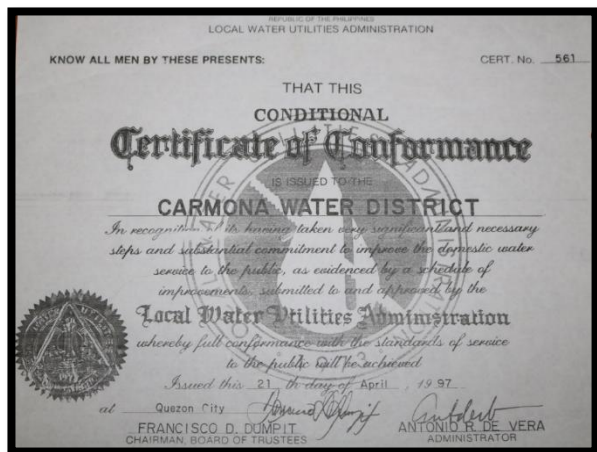 REPUBLIC OF THE PHILIPPINES
LOCAL WATER UTILITIES ADMINISTRATION
KNOW ALL MEN BY THESE PRESENTS:
CERT. No. 561
THAT THIS
CONDITIONAL
Certificate of Conformance
IS ISSUED TO THE
CARMONA WATER DISTRICT
In recognition of its having taken very significant and necessary
steps and substantial commitment to improve the domestic water
service to the public, as evidenced by a schedule of
improvements, submitted to and approved by the
Local Water Utilities Administration
whereby full conformance with the standards of service
to the public will be achieved
Issued this 21 th day of April, 1997
at Quezon City
FRANCISCO D. DUMPIT
CHAIRMAN, BOARD OF TRUSTEES
ANTONIO R. DE VERA
ADMINISTRATOR